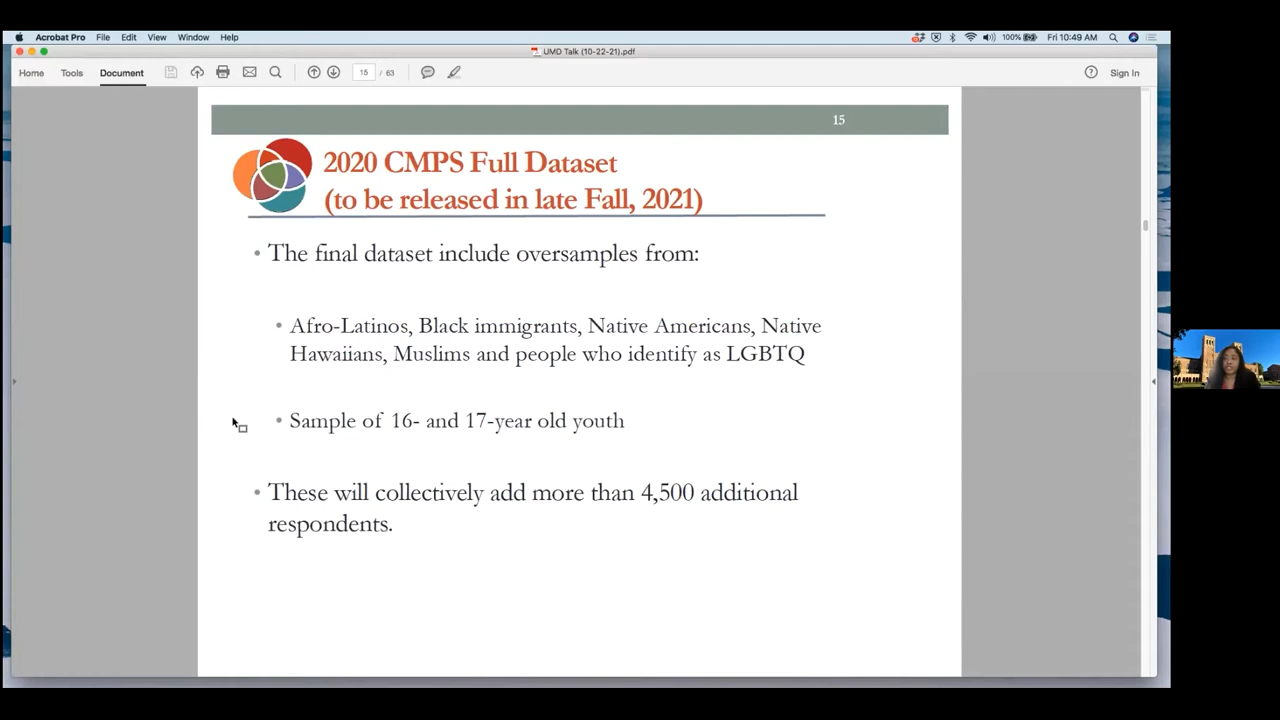 Acrobat Pro File Edit View Window Help 100% Fri 10:49 AM
UMD Talk (10-22-21).pdf
Home Tools Document 15 / 63 Sign In
15
2020 CMPS Full Dataset
(to be released in late Fall, 2021)
• The final dataset include oversamples from:
• Afro-Latinos, Black immigrants, Native Americans, Native
Hawaiians, Muslims and people who identify as LGBTQ
• Sample of 16- and 17-year old youth
• These will collectively add more than 4,500 additional
respondents.